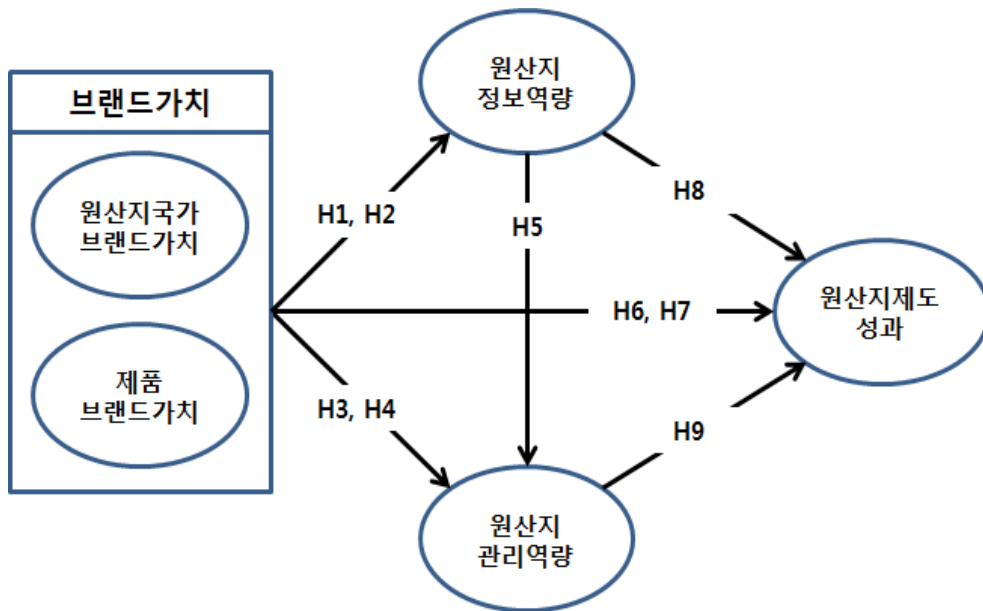 브랜드가치
원산지국가
브랜드가치
제품
브랜드가치
원산지
정보역량
H1, H2
H5
H8
H6, H7
원산지제도
성과
H3, H4
H9
원산지
관리역량